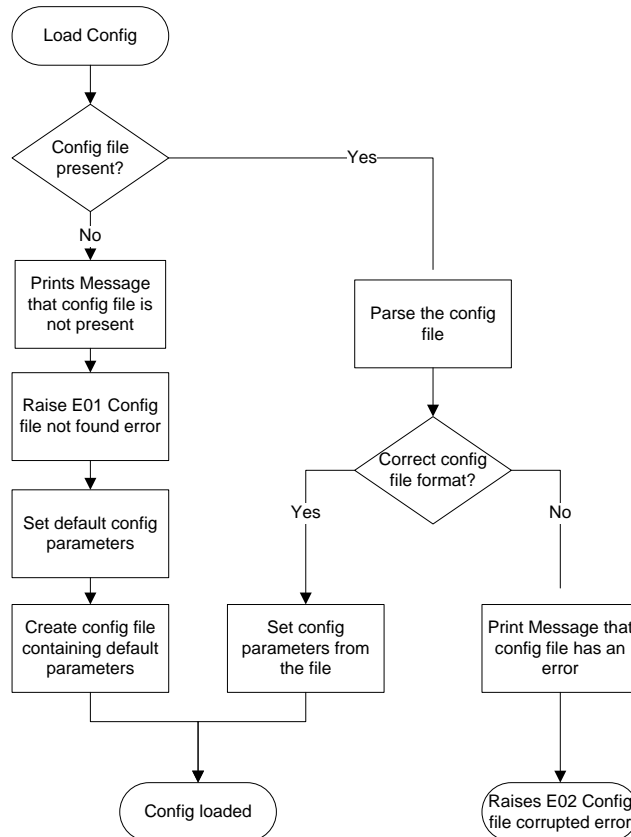 Load Config
Config file
present?
Yes
No
Prints Message
that config file is
not present
Parse the config
file
Raise E01 Config
file not found error
Correct config
file format?
Yes
No
Set default config
parameters
Create config file
containing default
parameters
Set config
parameters from
the file
Print Message that
config file has an
error
Config loaded
Raises E02 Config
file corrupted error